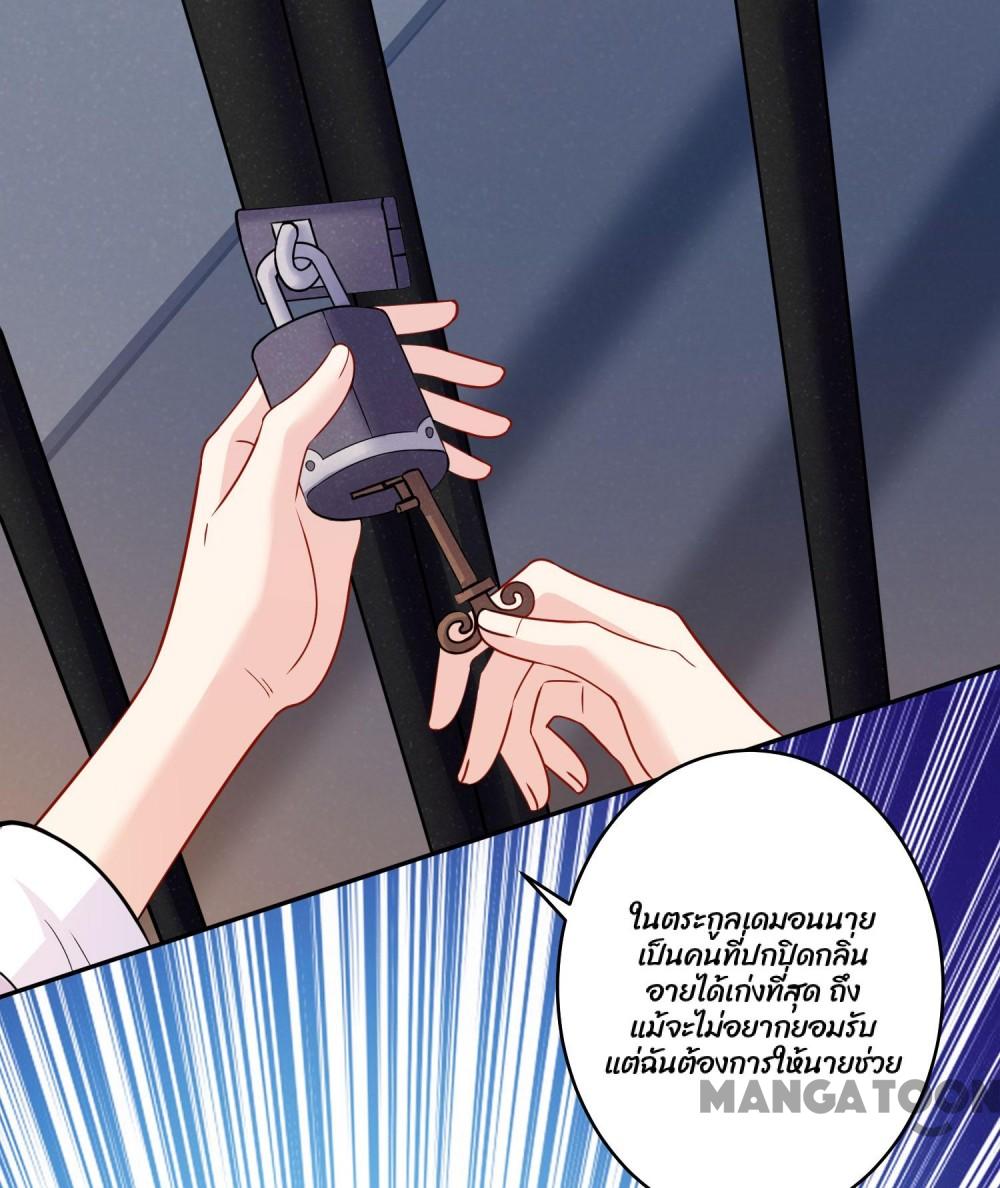 ในตระกูลเดมอนนาย
เป็นคนที่ปกปิดกลิ่น
อายได้เก่งที่สุด ถึง
แม้จะไม่อยากยอมรับ
แต่ฉันต้องการให้นายช่วย
MANGATOON